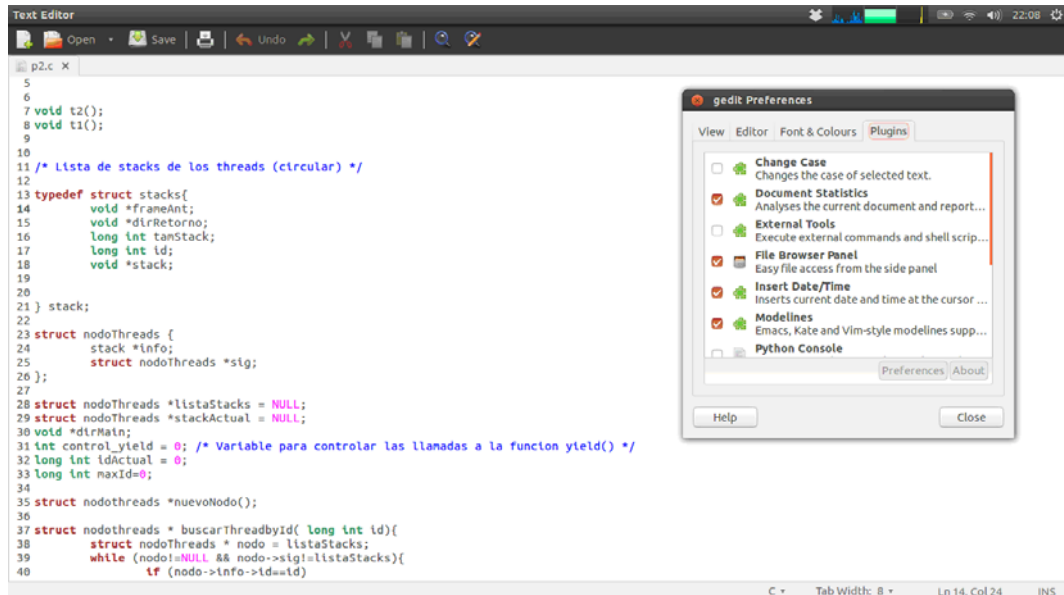 Text Editor
22:08
Open
Save
Undo
p2.c
5
6
7 void t2();
8 void t1();
9
10
11 /* Lista de stacks de los threads (circular) */
12
13 typedef struct stacks{
14 void *frameAnt;
15 void *dirRetorno;
16 long int tamStack;
17 long int id;
18 void *stack;
19
20
21 } stack;
22
23 struct nodoThreads {
24 stack *info;
25 struct nodoThreads *sig;
26 };
27
28 struct nodoThreads *listaStacks = NULL;
29 struct nodoThreads *stackActual = NULL;
30 void *dirMain;
31 int control_yield = 0; /* Variable para controlar las llamadas a la funcion yield() */
32 long int idActual = 0;
33 long int maxId=0;
34
35 struct nodothreads *nuevoNodo();
36
37 struct nodothreads * buscarThreadbyId( long int id){
38 struct nodoThreads * nodo = listaStacks;
39 while (nodo!=NULL && nodo->sig!=listaStacks){
40 if (nodo->info->id==id)
gedit Preferences
View Editor Font & Colours Plugins
Change Case
Changes the case of selected text.
Document Statistics
Analyses the current document and report...
External Tools
Execute external commands and shell scrip...
File Browser Panel
Easy file access from the side panel
Insert Date/Time
Inserts current date and time at the cursor ...
Modelines
Emacs, Kate and Vim-style modelines supp...
Python Console
Preferences About
Help Close
C Tab Width: 8 Ln 14, Col 24 INS